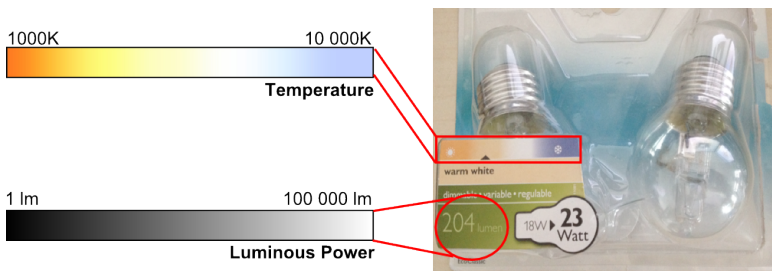 1000K
10 000K
Temperature
1 lm
100 000 lm
Luminous Power
warm white
dimmable • variable • regulable
204 lumen
18W
23
Watt